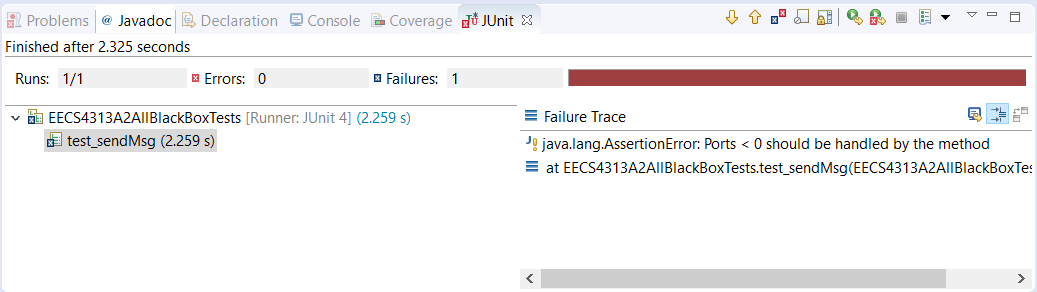 Problems @ Javadoc Declaration Console Coverage JUnit
Finished after 2.325 seconds
Runs: 1/1 Errors: 0 Failures: 1
EECS4313A2AllBlackBoxTests [Runner: JUnit 4] (2.259 s)
test_sendMsg (2.259 s)
Failure Trace
java.lang.AssertionError: Ports < 0 should be handled by the method
at EECS4313A2AllBlackBoxTests.test_sendMsg(EECS4313A2AllBlackBoxTes